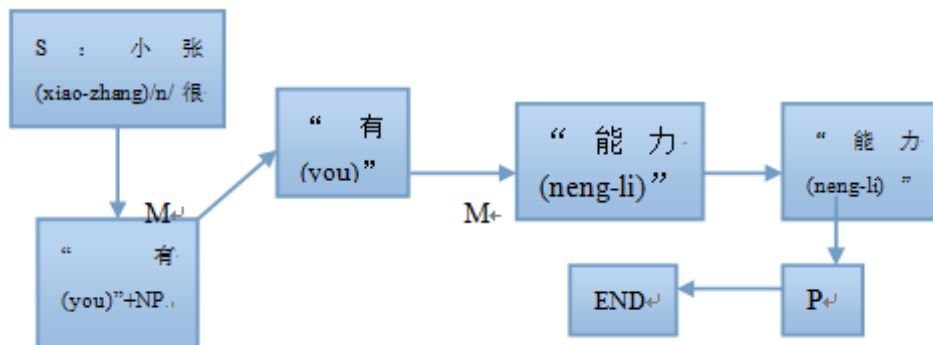 S : 小 张
(xiao-zhang)/n/ 很
“ 有
(you)”+NP
M
“ 有
(you)”
M
“ 能 力
(neng-li)”
“ 能 力
(neng-li) ”
P
END